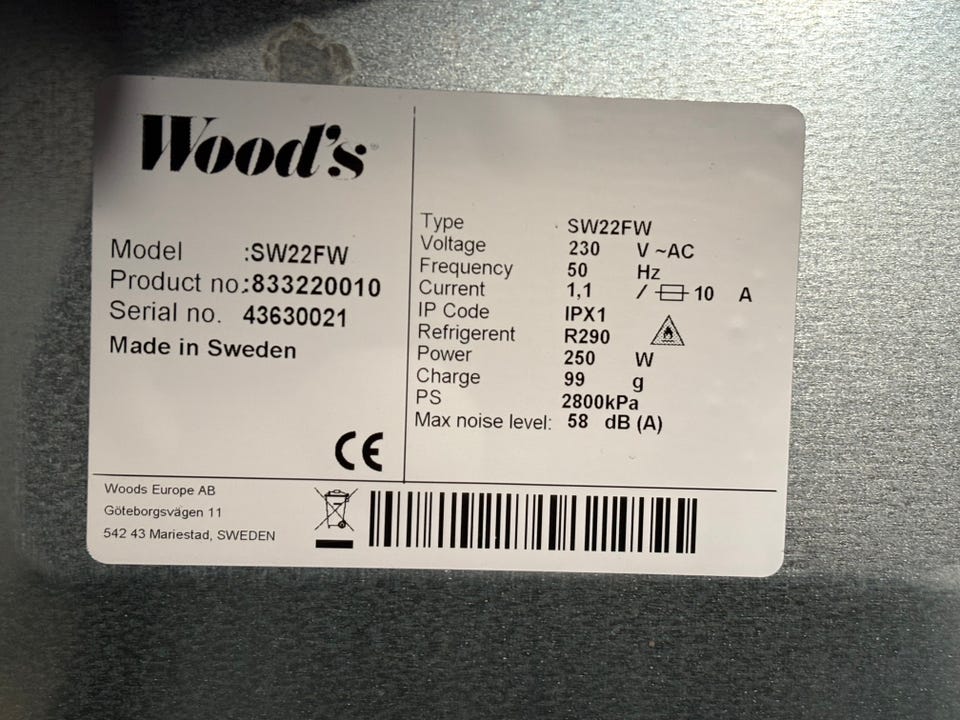 Wood's
Model :SW22FW
Product no.:833220010
Serial no. 43630021
Made in Sweden
CE
Type SW22FW
Voltage 230 V ~AC
Frequency 50 Hz
Current 1,1 / 10 A
IP Code IPX1
Refrigerent R290
Power 250 W
Charge 99 g
PS 2800kPa
Max noise level: 58 dB (A)
Woods Europe AB
Göteborgsvägen 11
542 43 Mariestad, SWEDEN